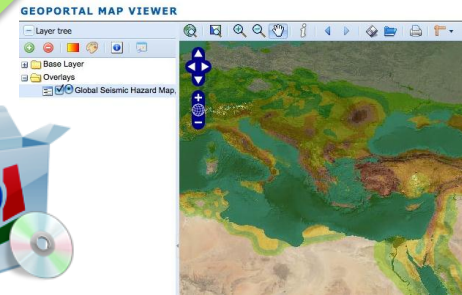 GEOPORTAL MAP VIEWER
Layer tree
Base Layer
Overlays
Global Seismic Hazard Map,